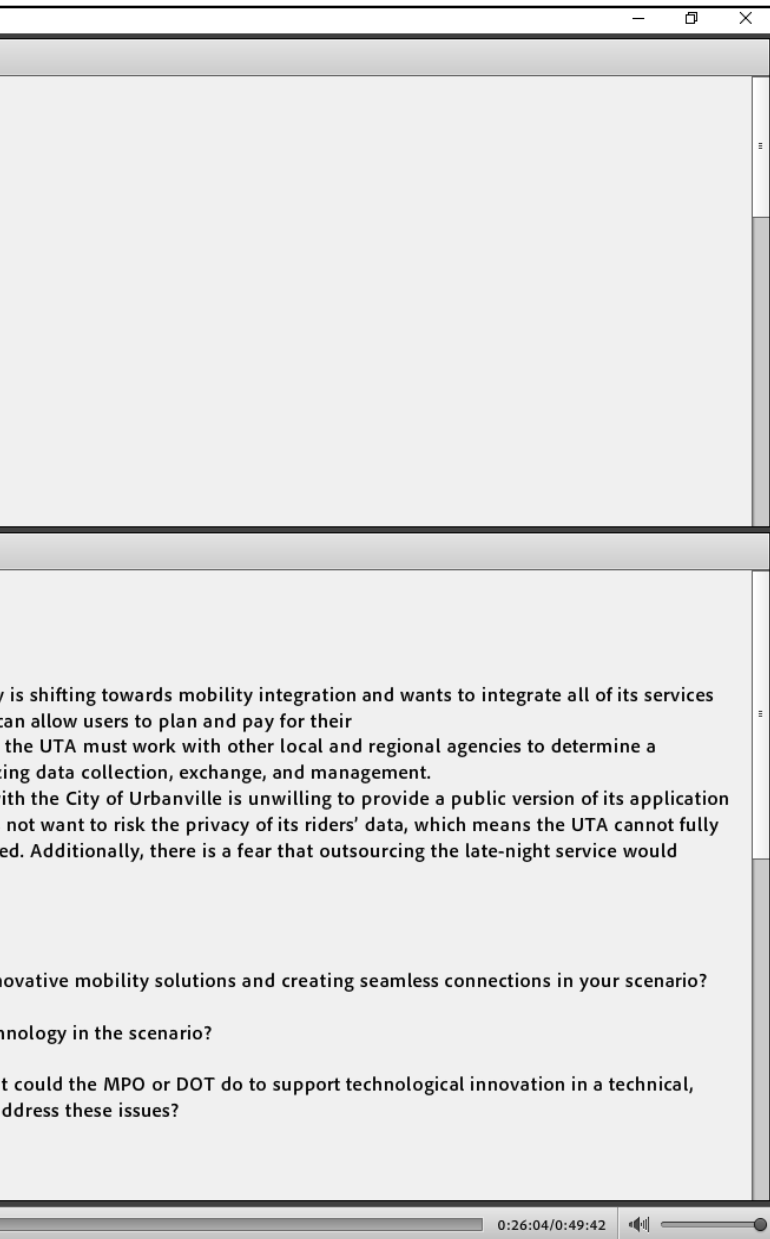 is shifting towards mobility integration and wants to integrate all of its services
can allow users to plan and pay for their
the UTA must work with other local and regional agencies to determine a
data collection, exchange, and management.
with the City of Urbanville is unwilling to provide a public version of its application
not want to risk the privacy of its riders' data, which means the UTA cannot fully
ed. Additionally, there is a fear that outsourcing the late-night service would
novative mobility solutions and creating seamless connections in your scenario?
hnology in the scenario?
t could the MPO or DOT do to support technological innovation in a technical,
ddress these issues?
0:26:04/0:49:42